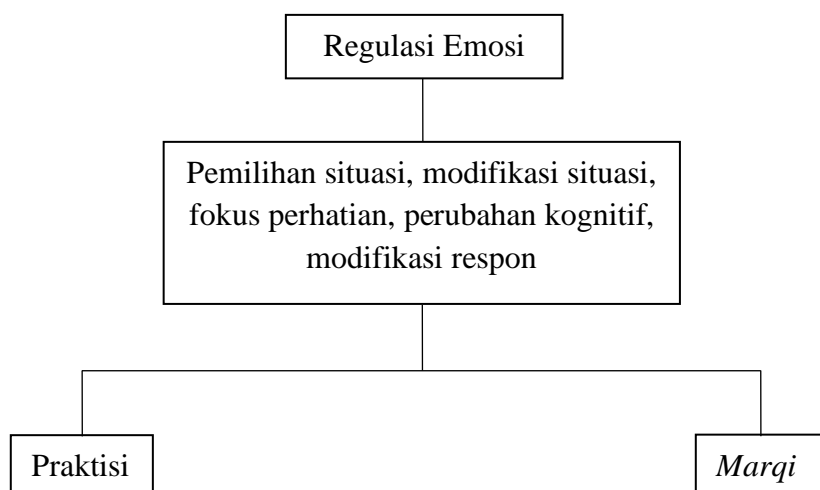 Regulasi Emosi
Pemilihan situasi, modifikasi situasi,
fokus perhatian, perubahan kognitif,
modifikasi respon
Praktisi
Marqi